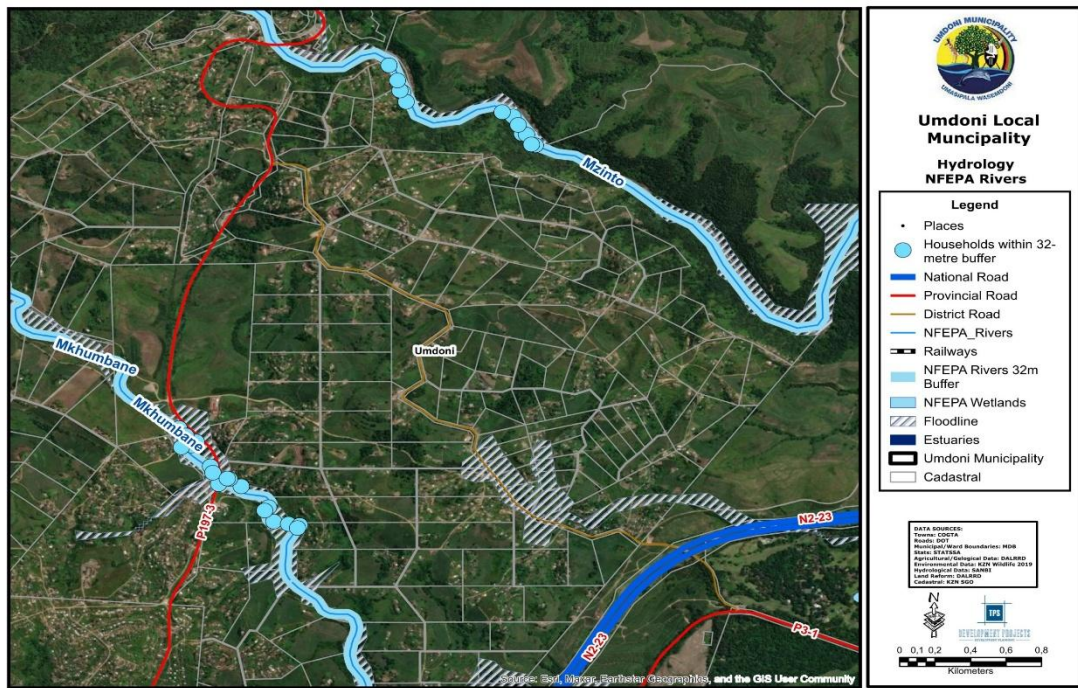 Mzinto
Mkhumbane
Umdoni
Mkhumbane
P197-3
N2-23
N2-23
P3-1
Source: Esri, Maxar, Earthstar Geographics, and the GIS User Community
UMDONI MUNICIPALITY
UMASIPALA WASEMDONI
Umdoni Local
Muncipality
Hydrology
NFEPA Rivers
Legend
Places
Households within 32-
metre buffer
National Road
Provincial Road
District Road
NFEPA_Rivers
Railways
NFEPA Rivers 32m
Buffer
NFEPA Wetlands
Floodline
Estuaries
Umdoni Municipality
Cadastral
DATA SOURCES:
Towns: COGTA
Roads: DOT
Municipal/Ward Boundaries: MDB
Stats: STATSSA
Agricultural/Gelogical Data: DALRRD
Environmental Data: KZN Wildlife 2019
Hydrological Data: SANBI
Land Reform: DALRRD
Cadastral: KZN SGO
N
TPS
DEVELOPMENT PROJECTS
0 0,1 0,2 0,4 0,6 0,8
Kilometers